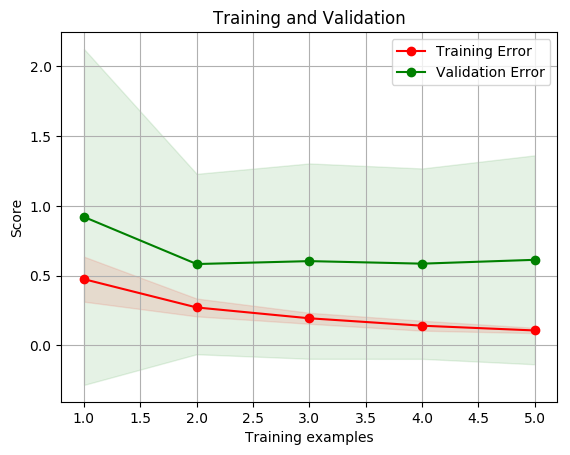 Training and Validation
Training Error
Validation Error
2.0
1.5
1.0
0.5
0.0
Score
1.0 1.5 2.0 2.5 3.0 3.5 4.0 4.5 5.0
Training examples